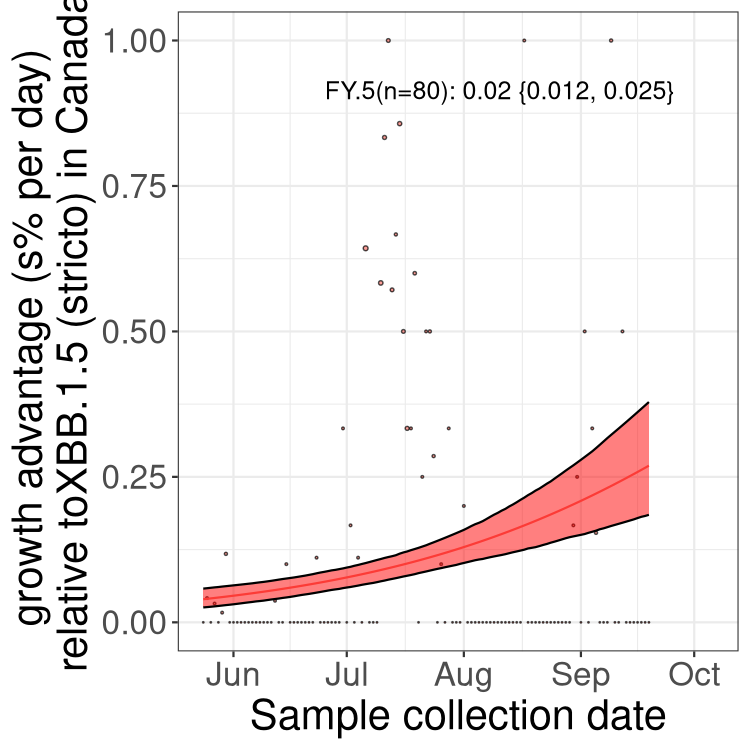 growth advantage (s% per day)
relative toXBB.1.5 (stricto) in Canada
1.00
0.75
0.50
0.25
0.00
FY.5(n=80): 0.02 {0.012, 0.025}
Jun Jul Aug Sep Oct
Sample collection date